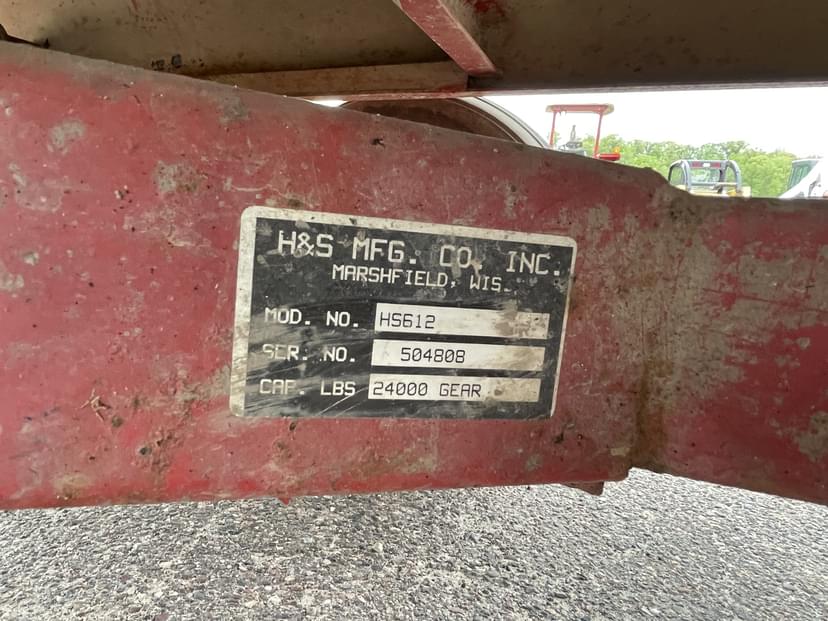 H&S MFG. CO. INC.
MARSHFIELD, WIS.
MOD. NO. HS612
SER. NO. 504808
CAP. LBS 24000 GEAR